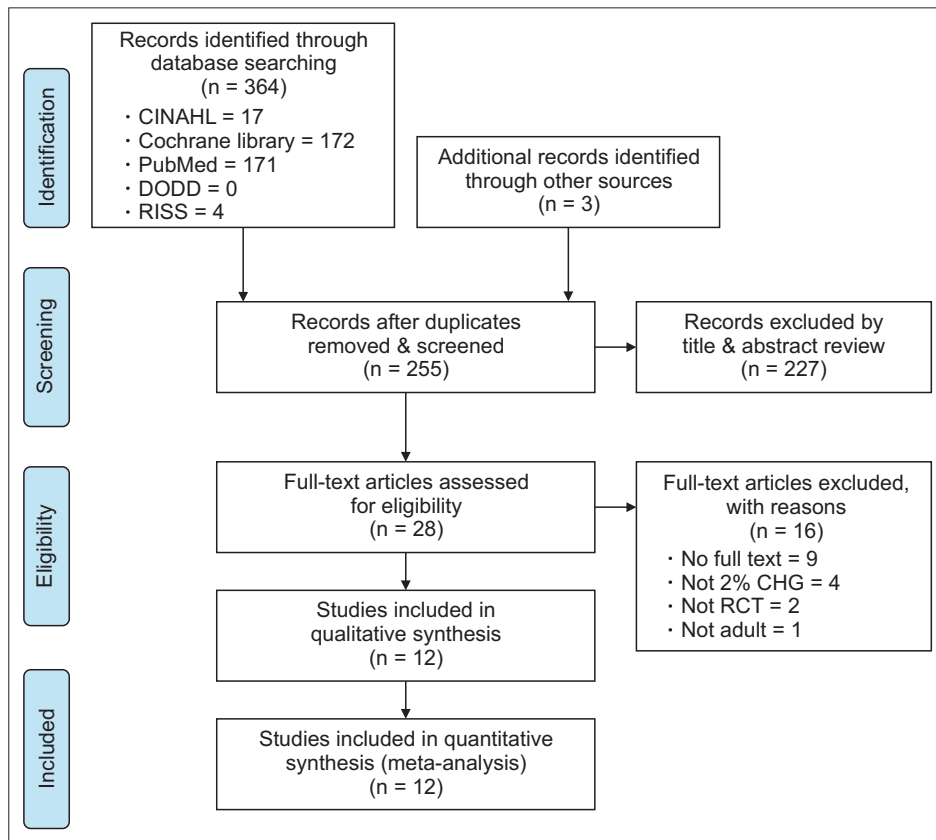 Identification
Records identified through
database searching
(n = 364)
· CINAHL = 17
· Cochrane library = 172
· PubMed = 171
· DODD = 0
· RISS = 4
Additional records identified
through other sources
(n = 3)
Screening
Records after duplicates
removed & screened
(n = 255)
Records excluded by
title & abstract review
(n = 227)
Eligibility
Full-text articles assessed
for eligibility
(n = 28)
Full-text articles excluded,
with reasons
(n = 16)
· No full text = 9
· Not 2% CHG = 4
· Not RCT = 2
· Not adult = 1
Studies included in
qualitative synthesis
(n = 12)
Included
Studies included in quantitative
synthesis (meta-analysis)
(n = 12)